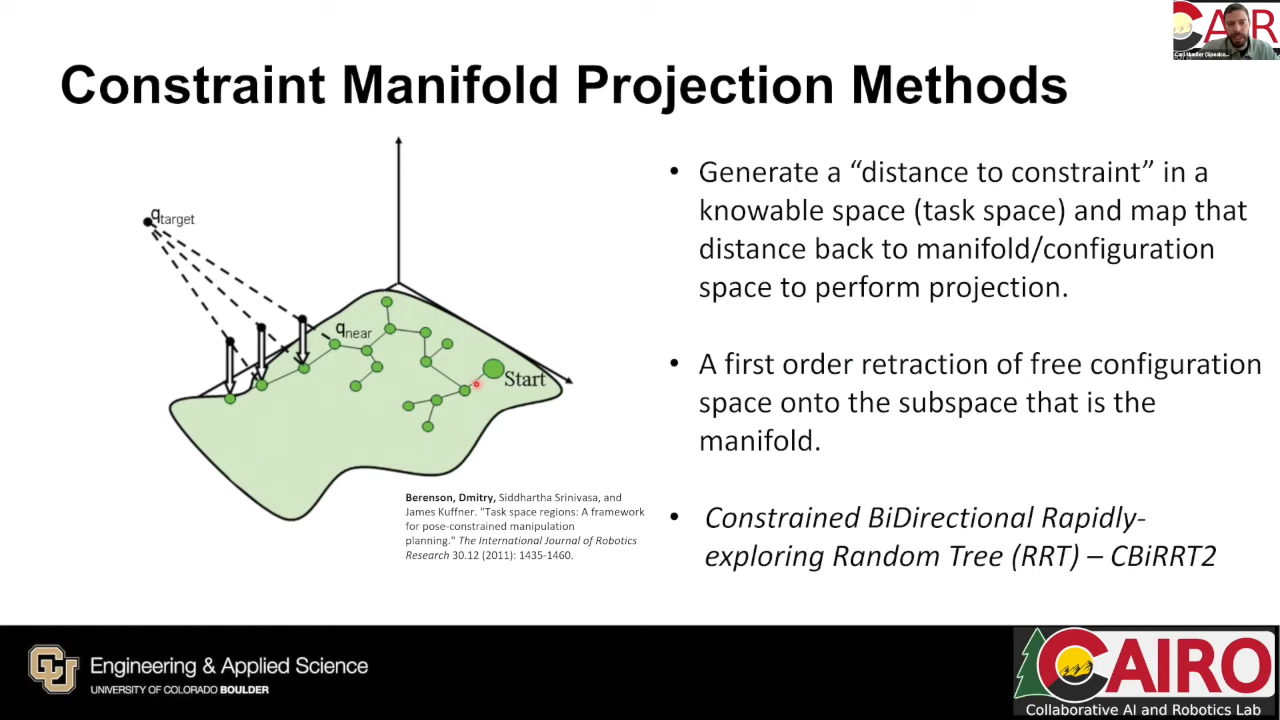 Constraint Manifold Projection Methods
q_target
q_near
Start
• Generate a “distance to constraint” in a
knowable space (task space) and map that
distance back to manifold/configuration
space to perform projection.
• A first order retraction of free configuration
space onto the subspace that is the
manifold.
• Constrained BiDirectional Rapidly-
exploring Random Tree (RRT) – CBiRRT2
Berenson, Dmitry, Siddhartha Srinivasa, and
James Kuffner. "Task space regions: A framework
for pose-constrained manipulation
planning." The International Journal of Robotics
Research 30.12 (2011): 1435-1460.
CU
Engineering & Applied Science
UNIVERSITY OF COLORADO BOULDER
CAIRO
Collaborative AI and Robotics Lab